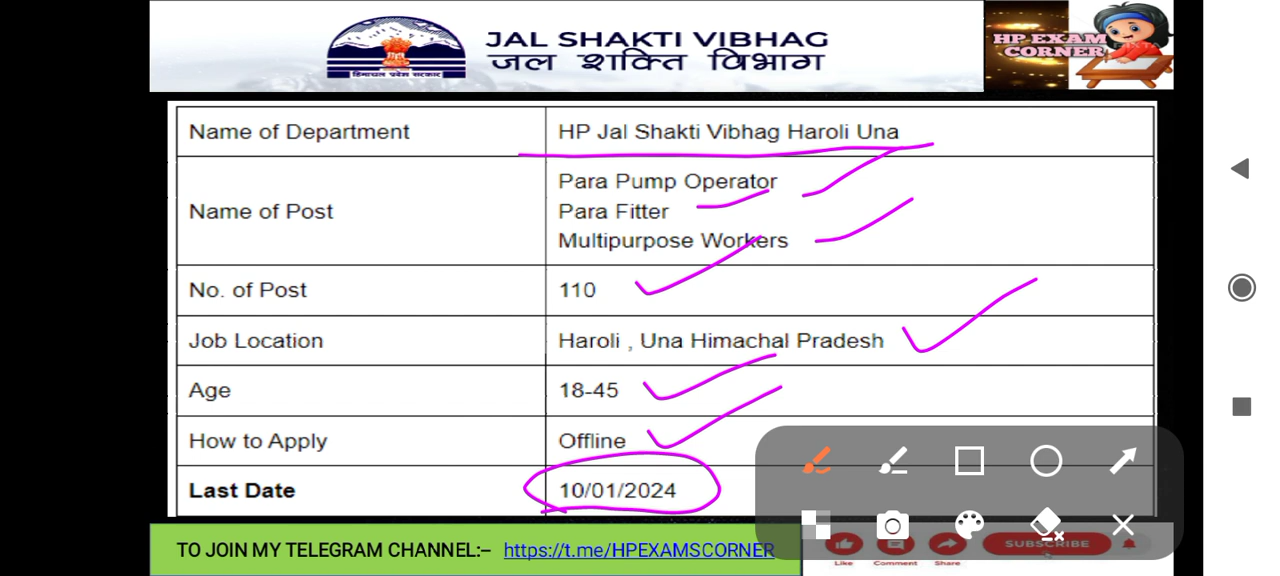 JAL SHAKTI VIBHAG
जल शक्ति विभाग
हिमाचल प्रदेश सरकार
HP EXAM
CORNER
Name of Department HP Jal Shakti Vibhag Haroli Una
Name of Post Para Pump Operator
Para Fitter
Multipurpose Workers
No. of Post 110
Job Location Haroli , Una Himachal Pradesh
Age 18-45
How to Apply Offline
Last Date 10/01/2024
TO JOIN MY TELEGRAM CHANNEL:– https://t.me/HPEXAMSCORNER
SUBSCRIBE
Like Comment Share